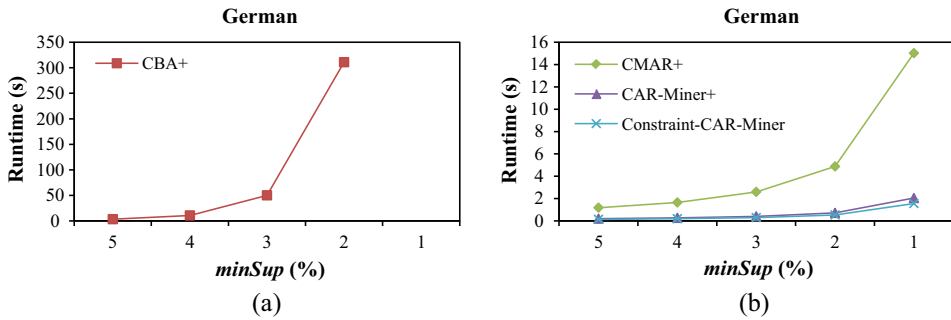 German
350
300
250
200
150
100
50
0
Runtime (s)
CBA+
5 4 3 2 1
minSup (%)
(a)
German
16
14
12
10
8
6
4
2
0
Runtime (s)
CMAR+
CAR-Miner+
Constraint-CAR-Miner
5 4 3 2 1
minSup (%)
(b)